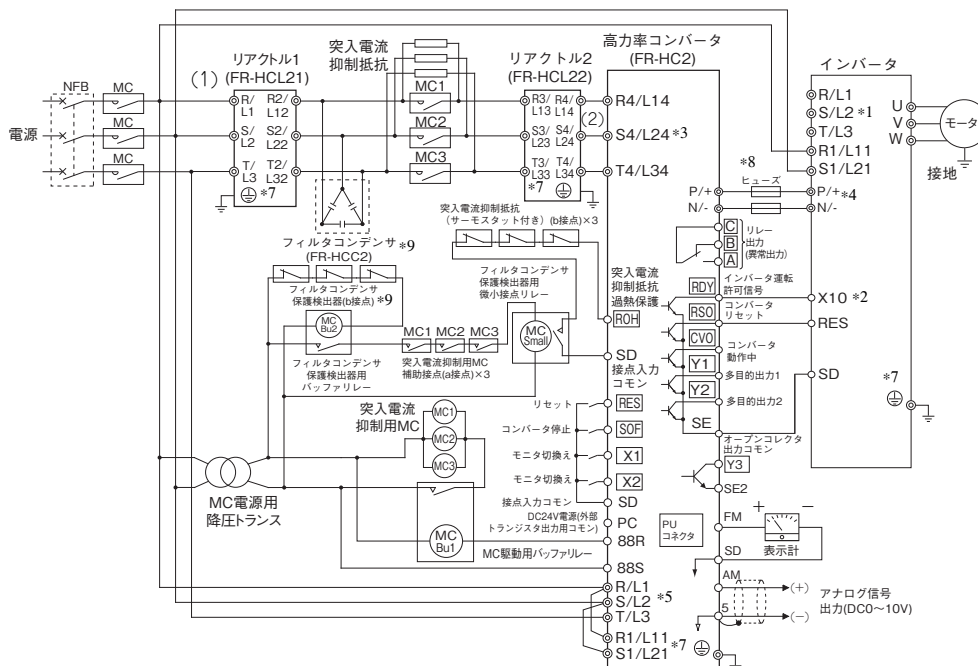 NFB
MC
MC
MC
電源
(1)
リアクトル1
(FR-HCL21)
R/
L1
R2/
L12
S/
L2
S2/
L22
T/
L3
T2/
L32
*7
突入電流
抑制抵抗
MC1
MC2
MC3
リアクトル2
(FR-HCL22)
R3/
L13
R4/
L14
S3/
L23
S4/
L24
T3/
L33
T4/
L34
*7
(2)
高力率コンバータ
(FR-HC2)
R4/L14
S4/L24
*3
T4/L34
インバータ
R/L1
S/L2
*1
T/L3
R1/L11
S1/L21
U
V
W
モータ
接地
*8
ヒューズ
P/+
N/-
P/+
*4
N/-
C
B
A
リレー
出力
(異常出力)
フィルタコンデンサ
(FR-HCC2)
*9
フィルタコンデンサ
保護検出器(b接点)
*9
MC
Bu2
フィルタコンデンサ
保護検出器用
バッファリレー
MC1
MC2
MC3
突入電流抑制用MC
補助接点(a接点)×3
突入電流抑制抵抗
(サーモスタット付き)(b接点)×3
フィルタコンデンサ
保護検出器用
微小接点リレー
MC
Small
突入電流
抑制抵抗
過熱保護
ROH
SD
接点入力
コモン
RDY
インバータ運転
許可信号
RSO
コンバータ
リセット
CVO
コンバータ
動作中
Y1
多目的出力1
Y2
多目的出力2
SE
オープンコレクタ
出力コモン
Y3
SE2
X10
*2
RES
SD
*7
突入電流
抑制用MC
MC1
MC2
MC3
MC
Bu1
MC駆動用バッファリレー
MC電源用
降圧トランス
リセット
RES
コンバータ停止
SOF
モニタ切換え
X1
モニタ切換え
X2
接点入力コモン
SD
DC24V電源(外部
トランジスタ出力用コモン)
PC
88R
88S
R/L1
S/L2
*5
T/L3
R1/L11
*7
S1/L21
PU
コネクタ
FM
+
−
表示計
SD
AM
5
(+)
(−)
アナログ信号
出力(DC0〜10V)